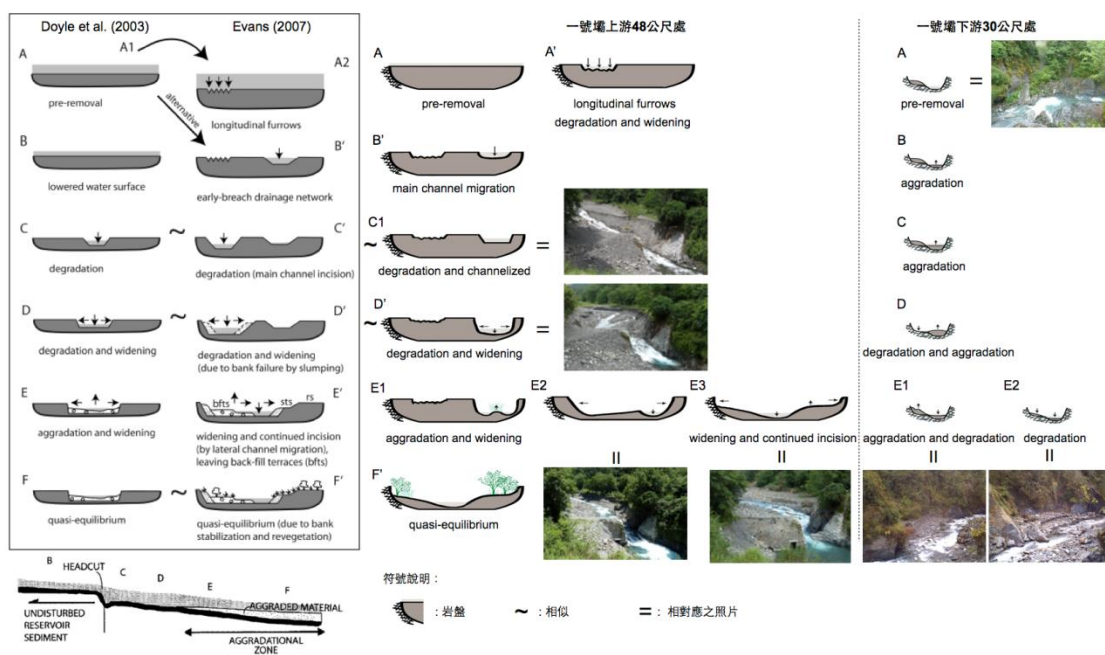 Doyle et al. (2003)
Evans (2007)
A
A1
A2
pre-removal
longitudinal furrows
alternative
B
lowered water surface
B'
early-breach drainage network
C
degradation
~
C'
degradation (main channel incision)
D
degradation and widening
~
D'
degradation and widening
(due to bank failure by slumping)
E
aggradation and widening
E'
bfts
sts
rs
widening and continued incision
(by lateral channel migration),
leaving back-fill terraces (bfts)
F
quasi-equilibrium
~
F'
quasi-equilibrium (due to bank
stabilization and revegetation)
B
HEADCUT
C
D
E
F
UNDISTURBED
RESERVOIR
SEDIMENT
AGGRADED MATERIAL
AGGRADATIONAL
ZONE
一號壩上游48公尺處
A
pre-removal
A'
longitudinal furrows
degradation and widening
B'
main channel migration
~
C1
degradation and channelized
=
~
D'
degradation and widening
=
E1
aggradation and widening
E2
E3
widening and continued incision
=
=
F'
quasi-equilibrium
符號說明：
：岩盤
~ ：相似
= ：相對應之照片
一號壩下游30公尺處
A
pre-removal
=
B
aggradation
C
aggradation
D
degradation and aggradation
E1
aggradation and degradation
E2
degradation
=
=